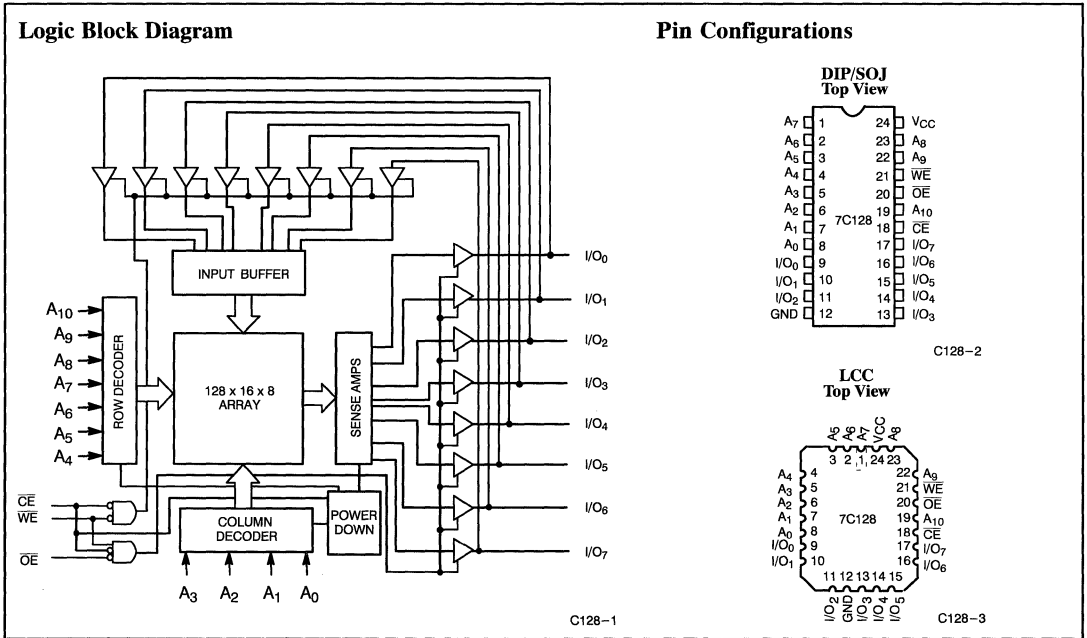 Logic Block Diagram
INPUT BUFFER
A10
A9
A8
A7
A6
A5
A4
ROW DECODER
128 x 16 x 8
ARRAY
SENSE AMPS
I/O0
I/O1
I/O2
I/O3
I/O4
I/O5
I/O6
I/O7
CE
WE
OE
COLUMN
DECODER
POWER
DOWN
A3 A2 A1 A0
C128-1
Pin Configurations
DIP/SOJ
Top View
A7 1 24 VCC
A6 2 23 A8
A5 3 22 A9
A4 4 21 WE
A3 5 20 OE
A2 6 19 A10
7C128
A1 7 18 CE
A0 8 17 I/O7
I/O0 9 16 I/O6
I/O1 10 15 I/O5
I/O2 11 14 I/O4
GND 12 13 I/O3
C128-2
LCC
Top View
A5 A6 A7 VCC A8
3 2 1 24 23
A4 4 22 A9
A3 5 21 WE
A2 6 20 OE
A1 7 7C128 19 A10
A0 8 18 CE
I/O0 9 17 I/O7
I/O1 10 16 I/O6
11 12 13 14 15
I/O2 GND I/O3 I/O4 I/O5
C128-3